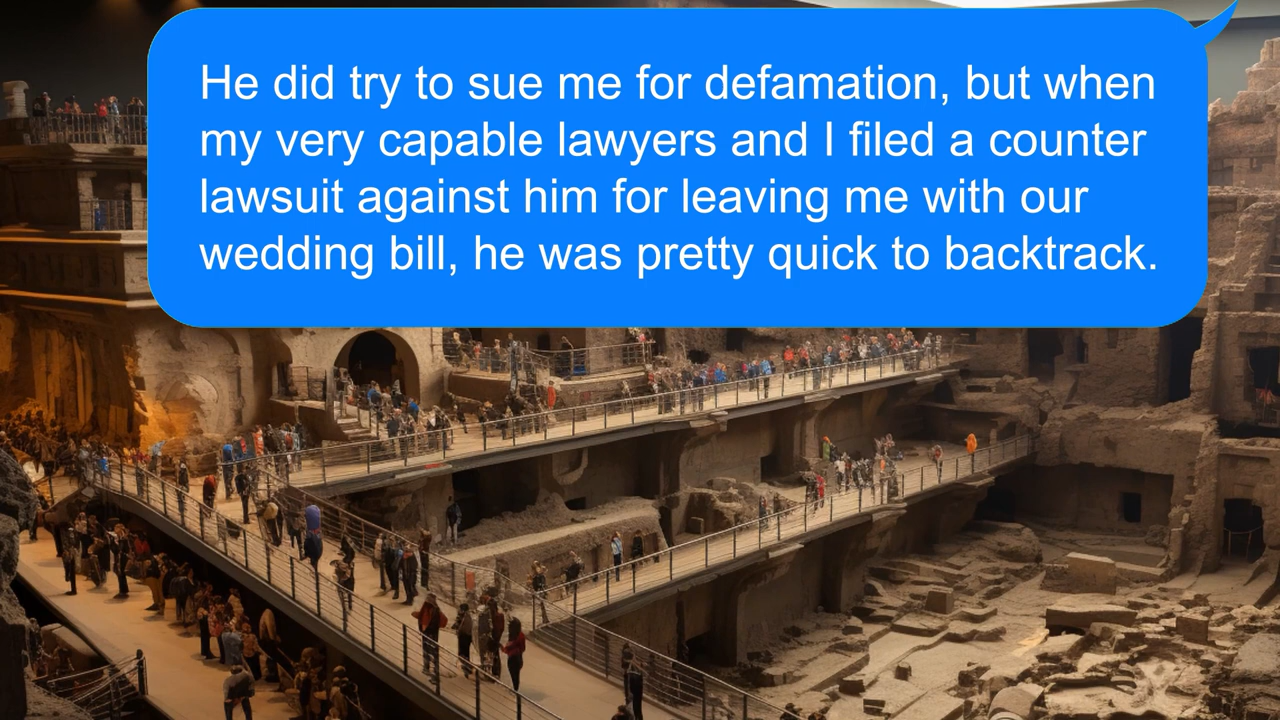 He did try to sue me for defamation, but when
my very capable lawyers and I filed a counter
lawsuit against him for leaving me with our
wedding bill, he was pretty quick to backtrack.